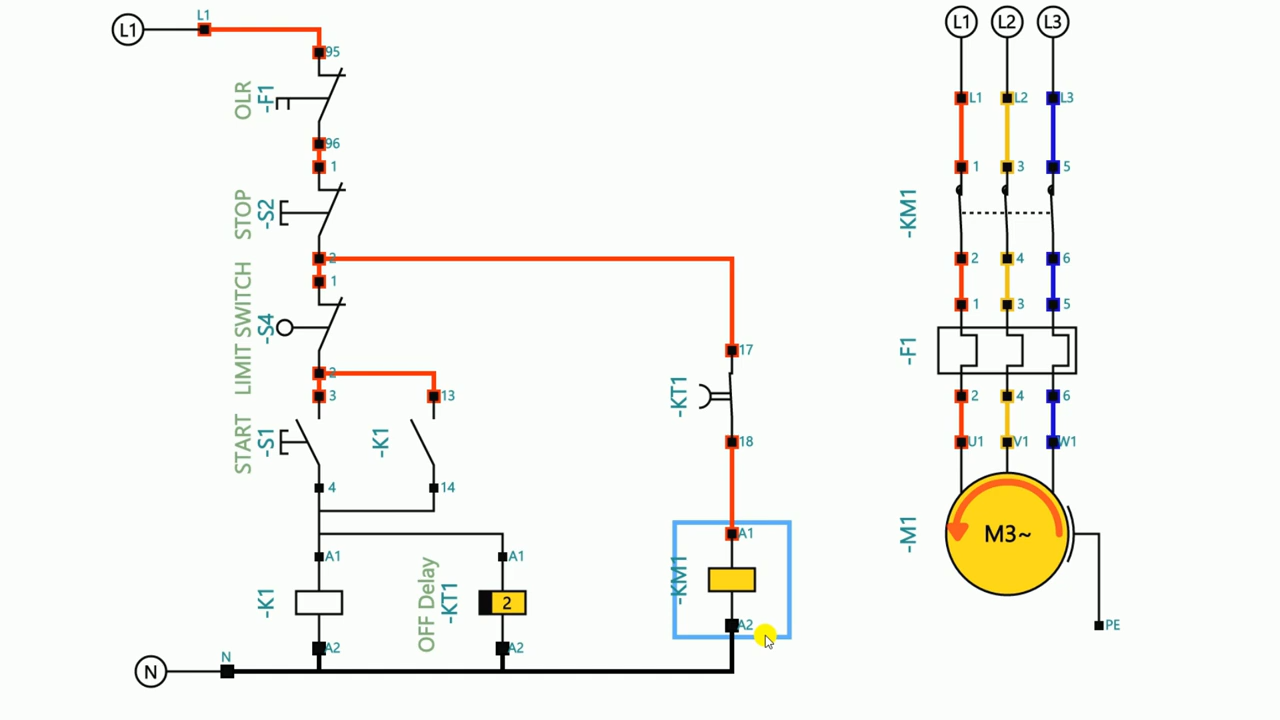 L1
L1
95
OLR
-F1
96
1
STOP
-S2
2
1
LIMIT SWITCH
-S4
2
3
13
START
-S1
-K1
4
14
A1
A1
-K1
OFF Delay
-KT1
2
A2
A2
N
N
17
-KT1
18
A1
-KM1
A2
L1
L2
L3
L1
L2
L3
1
3
5
-KM1
2
4
6
1
3
5
-F1
2
4
6
U1
V1
W1
-M1
M3~
PE